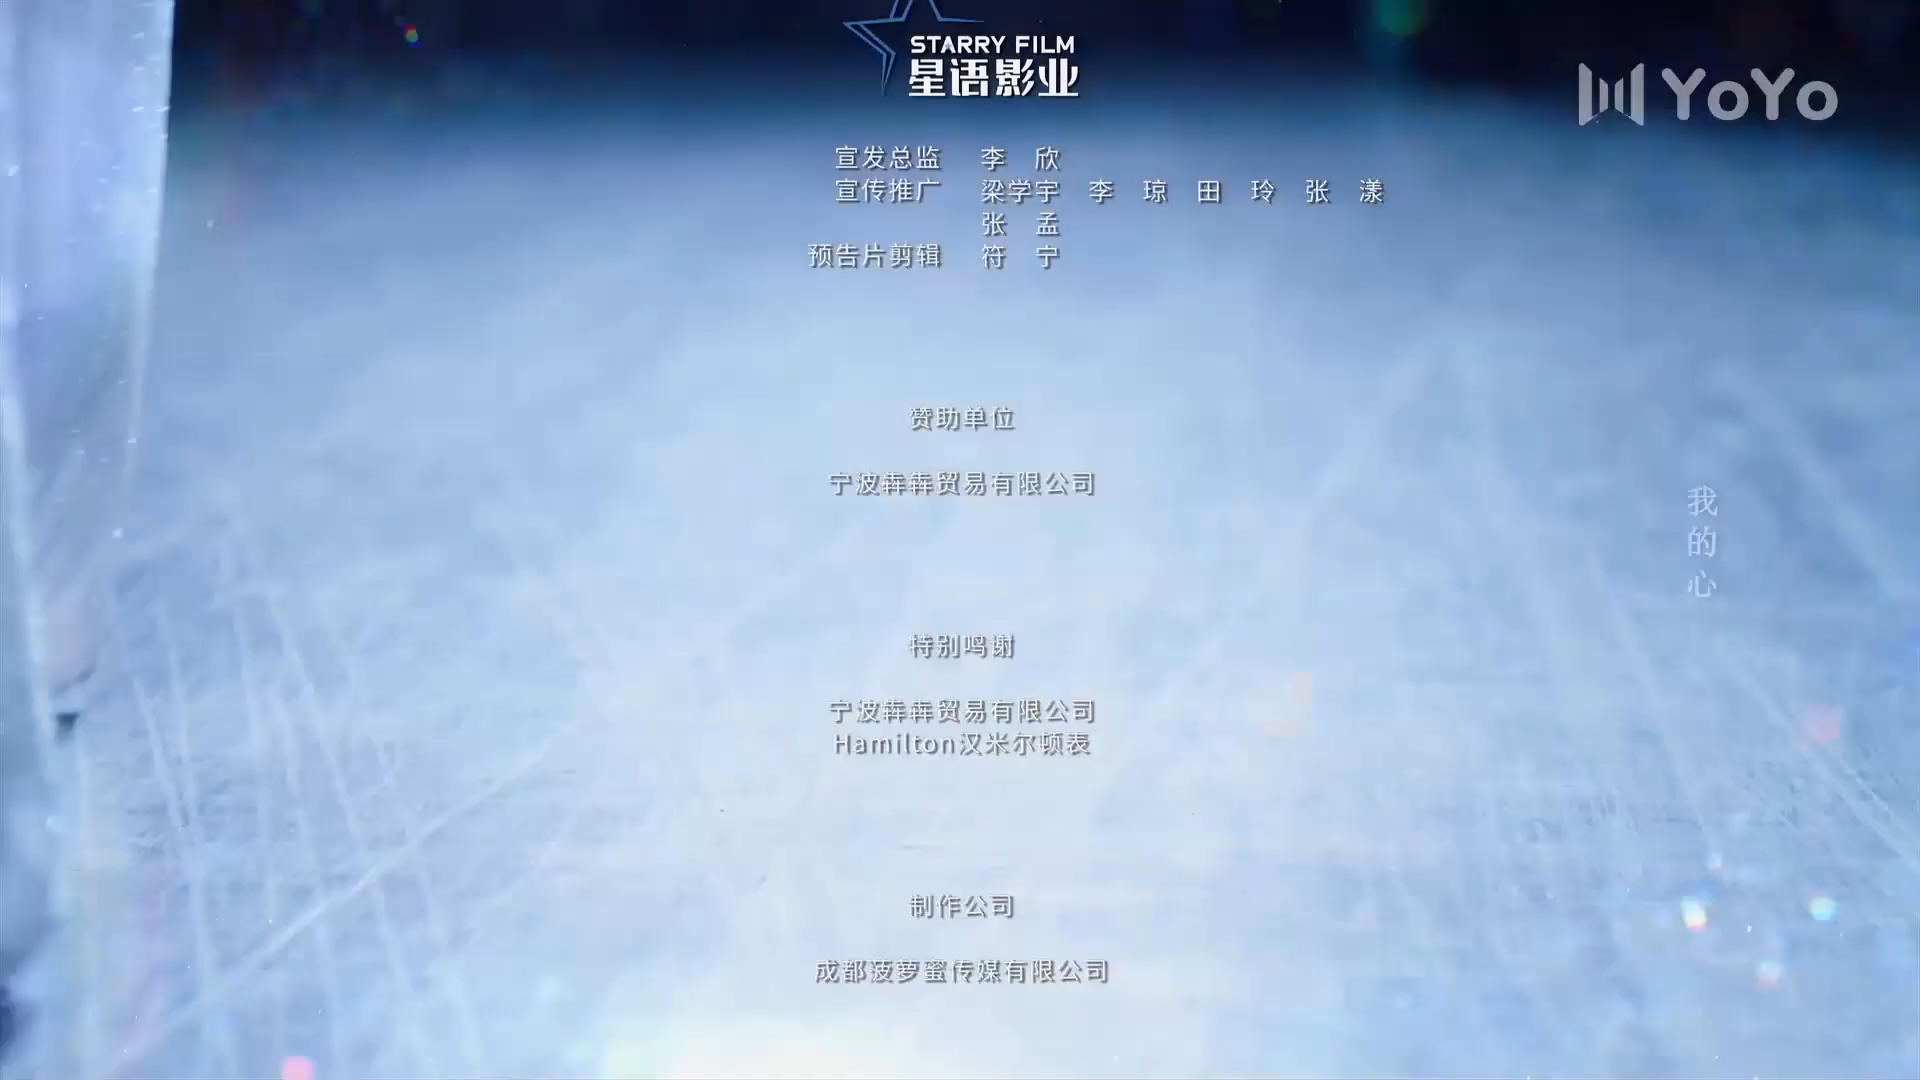 STARRY FILM
星语影业
YoYo
宣发总监 李 欣
宣传推广 梁学宇 李 琼 田 玲 张 漾
张 孟
预告片剪辑 符 宁
赞助单位
宁波犇犇贸易有限公司
我的心
特别鸣谢
宁波犇犇贸易有限公司
Hamilton汉米尔顿表
制作公司
成都菠萝蜜传媒有限公司